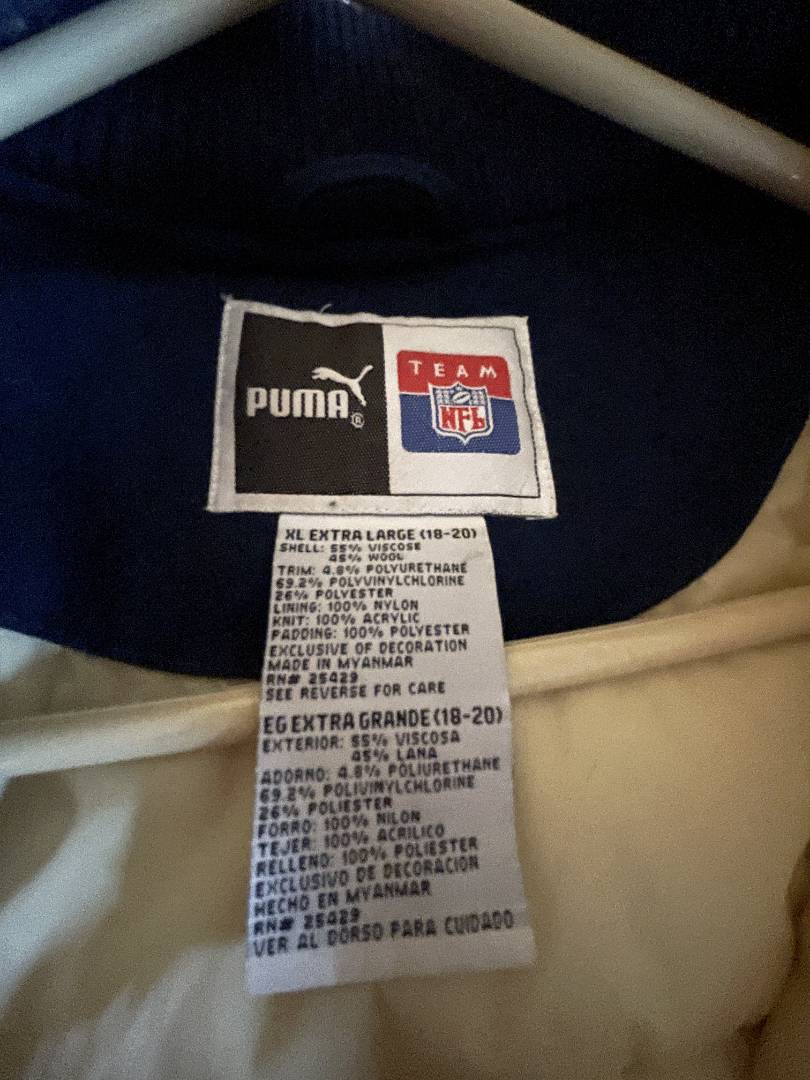 PUMA®
TEAM
NFL
XL EXTRA LARGE (18-20)
SHELL: 55% VISCOSE
45% WOOL
TRIM: 4.8% POLYURETHANE
69.2% POLYVINYLCHLORINE
26% POLYESTER
LINING: 100% NYLON
KNIT: 100% ACRYLIC
PADDING: 100% POLYESTER
EXCLUSIVE OF DECORATION
MADE IN MYANMAR
RN# 25429
SEE REVERSE FOR CARE
EG EXTRA GRANDE (18-20)
EXTERIOR: 55% VISCOSA
45% LANA
ADORNO: 4.8% POLIURETHANE
69.2% POLIVINYLCHLORINE
26% POLIESTER
FORRO: 100% NILON
TEJER: 100% ACRILICO
RELLENO: 100% POLIESTER
EXCLUSIVO DE DECORACION
HECHO EN MYANMAR
RN# 25429
VER AL DORSO PARA CUIDADO